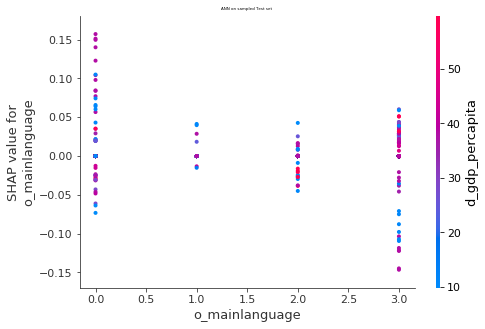 ANN on sampled Test set
0.15
0.10
0.05
0.00
−0.05
−0.10
−0.15
SHAP value for
o_mainlanguage
0.0 0.5 1.0 1.5 2.0 2.5 3.0
o_mainlanguage
50
40
30
20
10
d_gdp_percapita